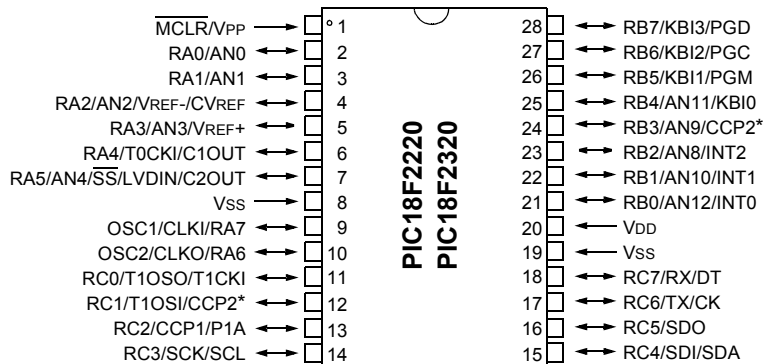 MCLR/VPP 1 28 RB7/KBI3/PGD
RA0/AN0 2 27 RB6/KBI2/PGC
RA1/AN1 3 26 RB5/KBI1/PGM
RA2/AN2/VREF-/CVREF 4 25 RB4/AN11/KBI0
RA3/AN3/VREF+ 5 24 RB3/AN9/CCP2*
RA4/T0CKI/C1OUT 6 23 RB2/AN8/INT2
RA5/AN4/SS/LVDIN/C2OUT 7 22 RB1/AN10/INT1
VSS 8 21 RB0/AN12/INT0
OSC1/CLKI/RA7 9 20 VDD
OSC2/CLKO/RA6 10 19 VSS
RC0/T1OSO/T1CKI 11 18 RC7/RX/DT
RC1/T1OSI/CCP2* 12 17 RC6/TX/CK
RC2/CCP1/P1A 13 16 RC5/SDO
RC3/SCK/SCL 14 15 RC4/SDI/SDA
PIC18F2220
PIC18F2320